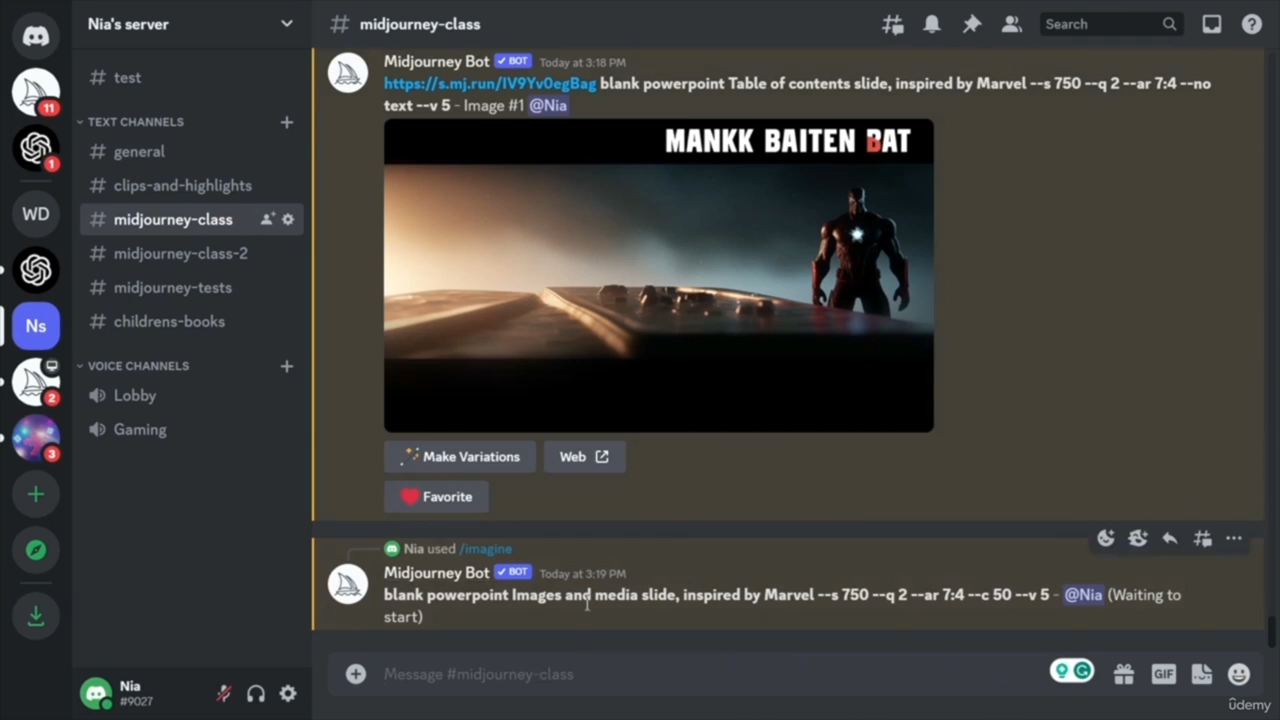 Nia's server
midjourney-class
Search
test
TEXT CHANNELS
general
clips-and-highlights
midjourney-class
midjourney-class-2
midjourney-tests
childrens-books
VOICE CHANNELS
Lobby
Gaming
11
1
WD
Ns
2
3
Nia
#9027
Midjourney Bot BOT Today at 3:18 PM
https://s.mj.run/IV9Yv0egBag blank powerpoint Table of contents slide, inspired by Marvel --s 750 --q 2 --ar 7:4 --no
text --v 5 - Image #1 @Nia
MANKK BAITEN BAT
Make Variations Web
Favorite
Nia used /imagine
Midjourney Bot BOT Today at 3:19 PM
blank powerpoint Images and media slide, inspired by Marvel --s 750 --q 2 --ar 7:4 --c 50 --v 5 - @Nia (Waiting to
start)
Message #midjourney-class
GIF
ûdemy